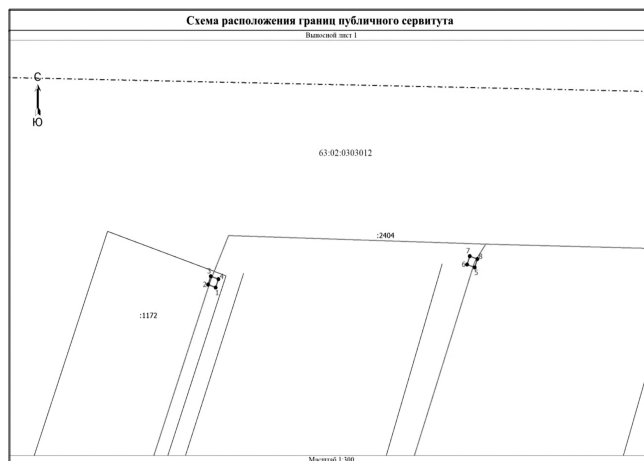 Схема расположения границ публичного сервитута
Выносной лист 1
С
Ю
63:02:0303012
:2404
7
8
6
5
3
4
2
1
:1172
Масштаб 1:300